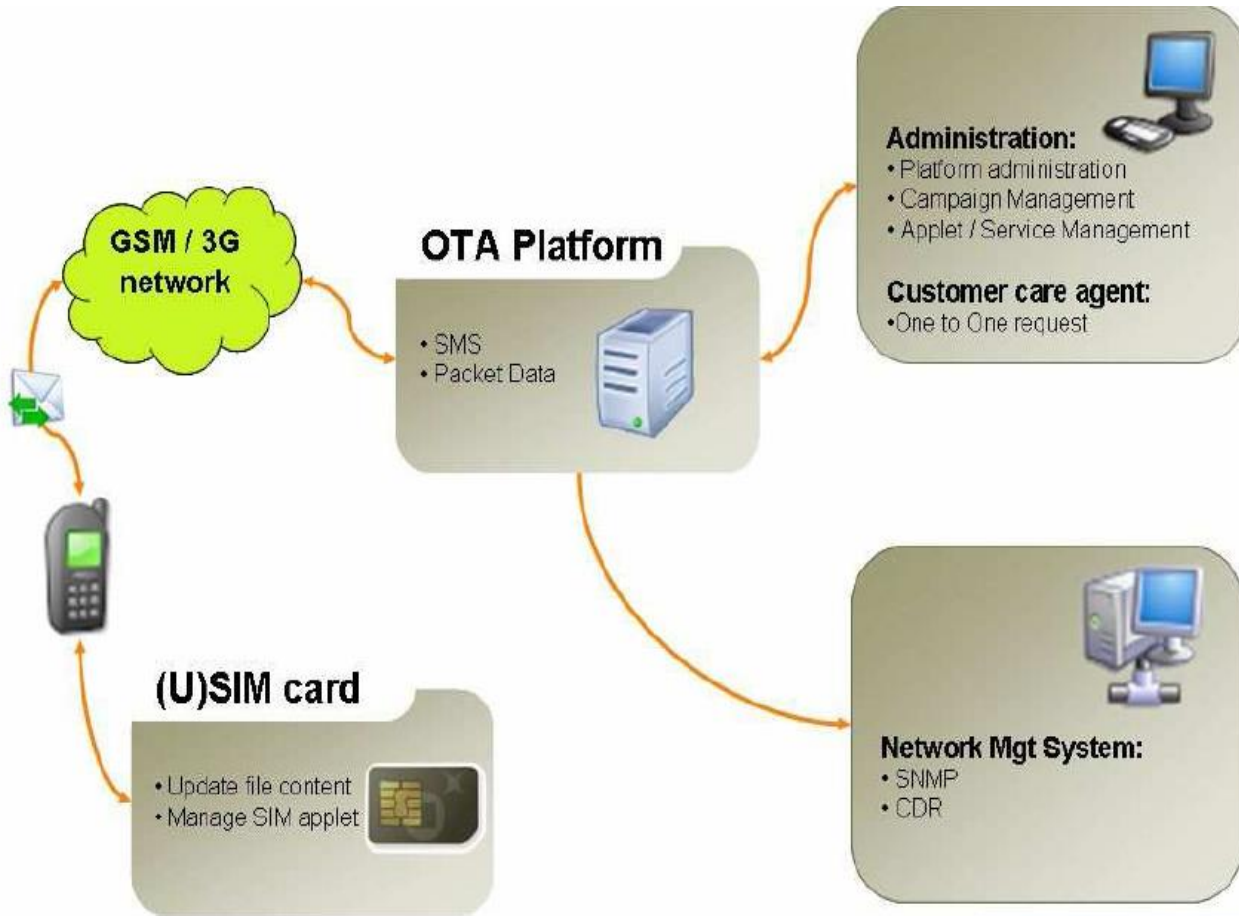 GSM / 3G
network
OTA Platform
• SMS
• Packet Data
Administration:
• Platform administration
• Campaign Management
• Applet / Service Management
Customer care agent:
•One to One request
(U)SIM card
• Update file content
• Manage SIM applet
Network Mgt System:
• SNMP
• CDR